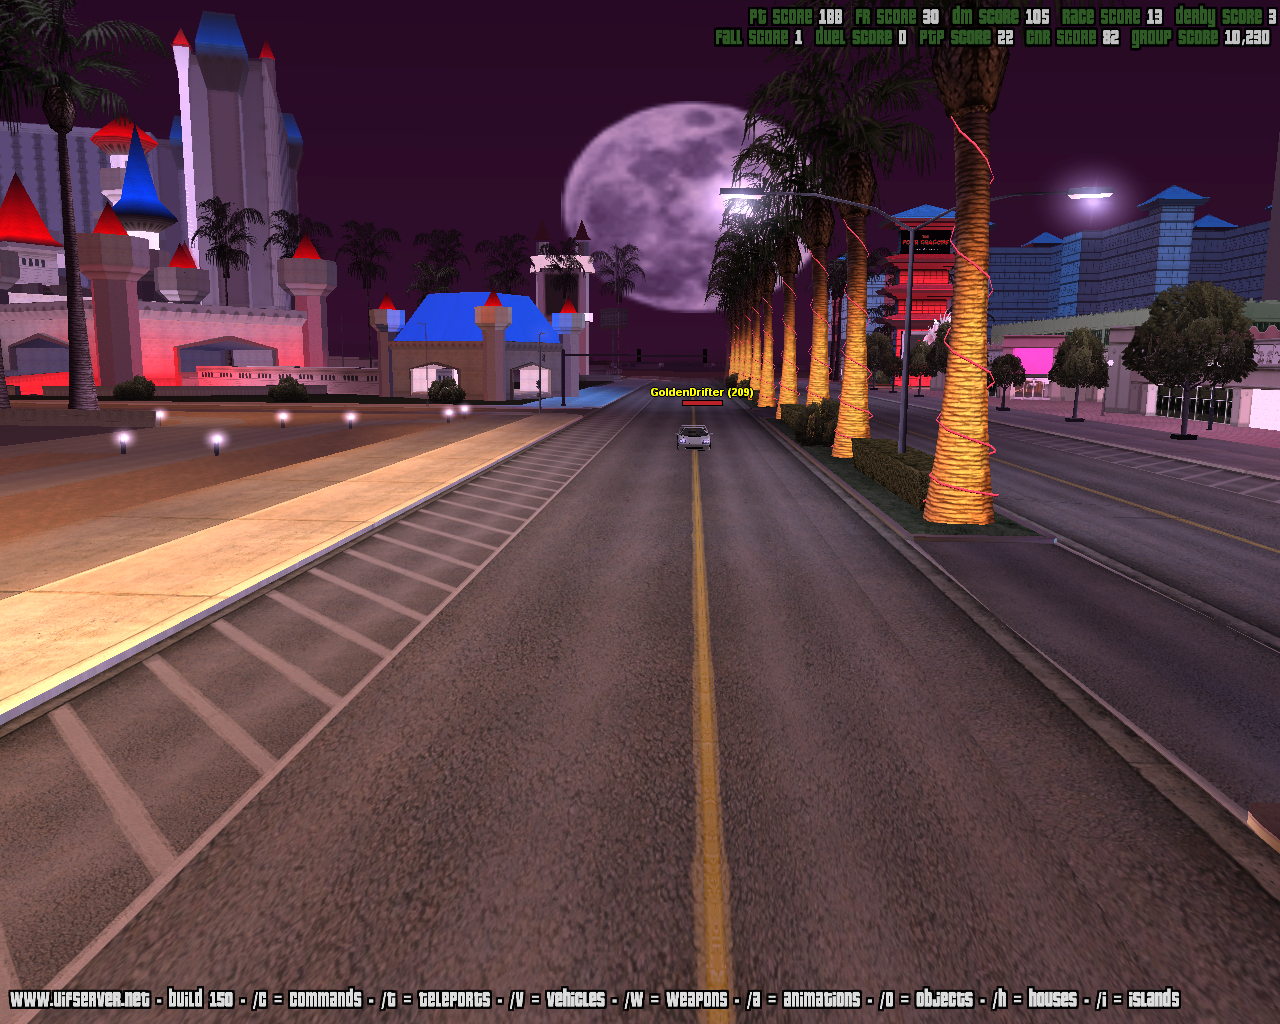 PT SCORE 188 FR SCORE 30 DM SCORE 105 RACE SCORE 13 DERBY SCORE 3
FALL SCORE 1 DUEL SCORE 0 PTP SCORE 22 CNR SCORE 82 GROUP SCORE 10,230
FOUR DRAGONS
GoldenDrifter (209)
www.uifserver.net - build 150 - /c = commands - /t = teleports - /v = vehicles - /w = weapons - /a = animations - /o = objects - /h = houses - /i = islands